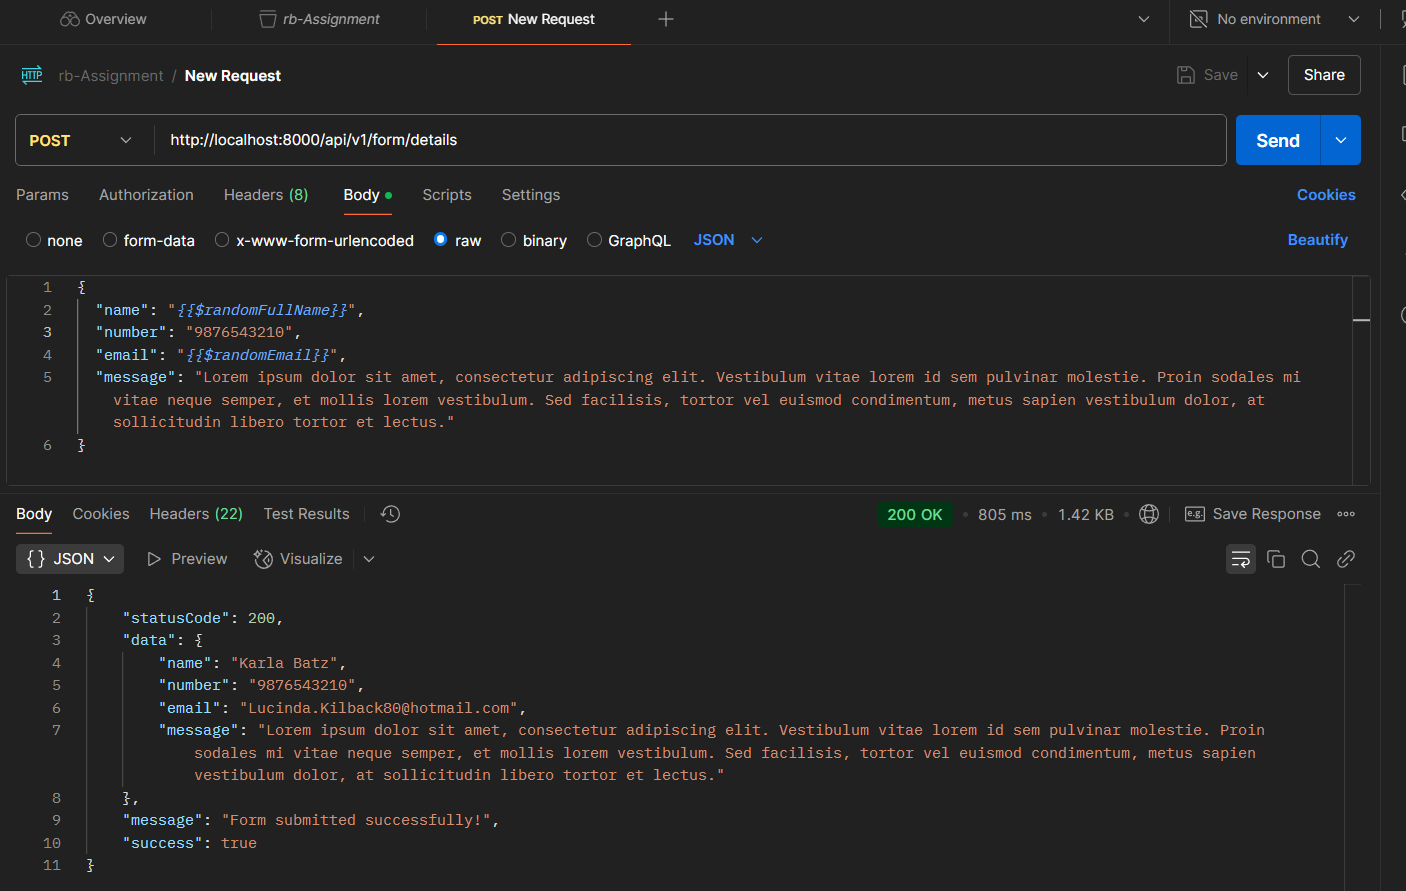 Overview
rb-Assignment
POST New Request
No environment
HTTP rb-Assignment / New Request
Save
Share
POST http://localhost:8000/api/v1/form/details
Send
Params Authorization Headers (8) Body Scripts Settings
Cookies
none form-data x-www-form-urlencoded raw binary GraphQL JSON
Beautify
1 {
2 "name": "{{$randomFullName}}",
3 "number": "9876543210",
4 "email": "{{$randomEmail}}",
5 "message": "Lorem ipsum dolor sit amet, consectetur adipiscing elit. Vestibulum vitae lorem id sem pulvinar molestie. Proin sodales mi
vitae neque semper, et mollis lorem vestibulum. Sed facilisis, tortor vel euismod condimentum, metus sapien vestibulum dolor, at
sollicitudin libero tortor et lectus."
6 }
Body Cookies Headers (22) Test Results
200 OK 805 ms 1.42 KB e.g. Save Response
{} JSON Preview Visualize
1 {
2 "statusCode": 200,
3 "data": {
4 "name": "Karla Batz",
5 "number": "9876543210",
6 "email": "Lucinda.Kilback80@hotmail.com",
7 "message": "Lorem ipsum dolor sit amet, consectetur adipiscing elit. Vestibulum vitae lorem id sem pulvinar molestie. Proin
sodales mi vitae neque semper, et mollis lorem vestibulum. Sed facilisis, tortor vel euismod condimentum, metus sapien
vestibulum dolor, at sollicitudin libero tortor et lectus."
8 },
9 "message": "Form submitted successfully!",
10 "success": true
11 }